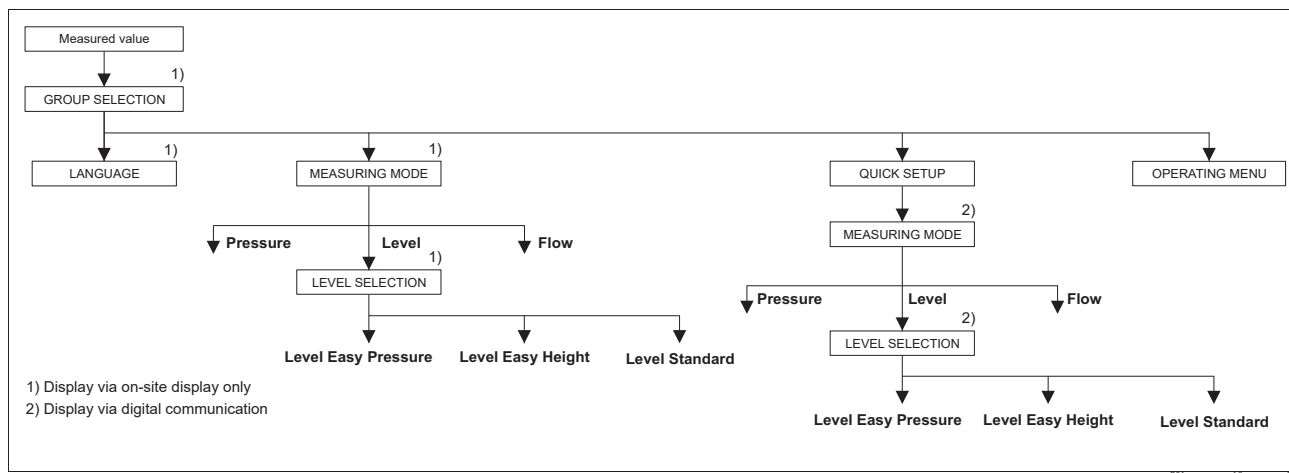 Measured value
1)
GROUP SELECTION
1)
LANGUAGE
1)
MEASURING MODE
QUICK SETUP
OPERATING MENU
2)
MEASURING MODE
Pressure
Level
Flow
1)
LEVEL SELECTION
Pressure
Level
Flow
2)
LEVEL SELECTION
Level Easy Pressure
Level Easy Height
Level Standard
1) Display via on-site display only
2) Display via digital communication
Level Easy Pressure
Level Easy Height
Level Standard